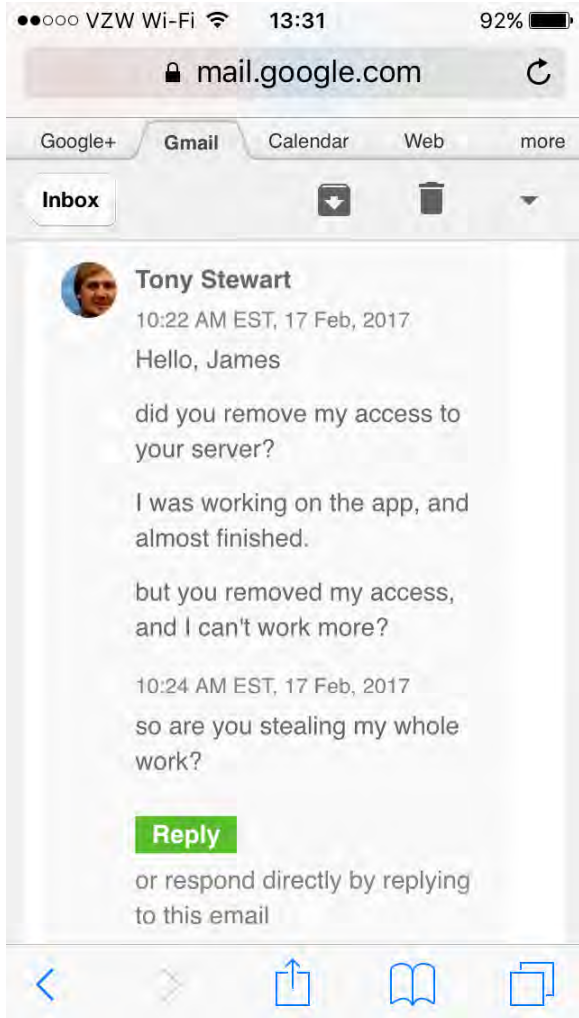 VZW Wi-Fi 13:31 92%
mail.google.com
Google+ Gmail Calendar Web more
Inbox
Tony Stewart
10:22 AM EST, 17 Feb, 2017
Hello, James
did you remove my access to
your server?
I was working on the app, and
almost finished.
but you removed my access,
and I can't work more?
10:24 AM EST, 17 Feb, 2017
so are you stealing my whole
work?
Reply
or respond directly by replying
to this email